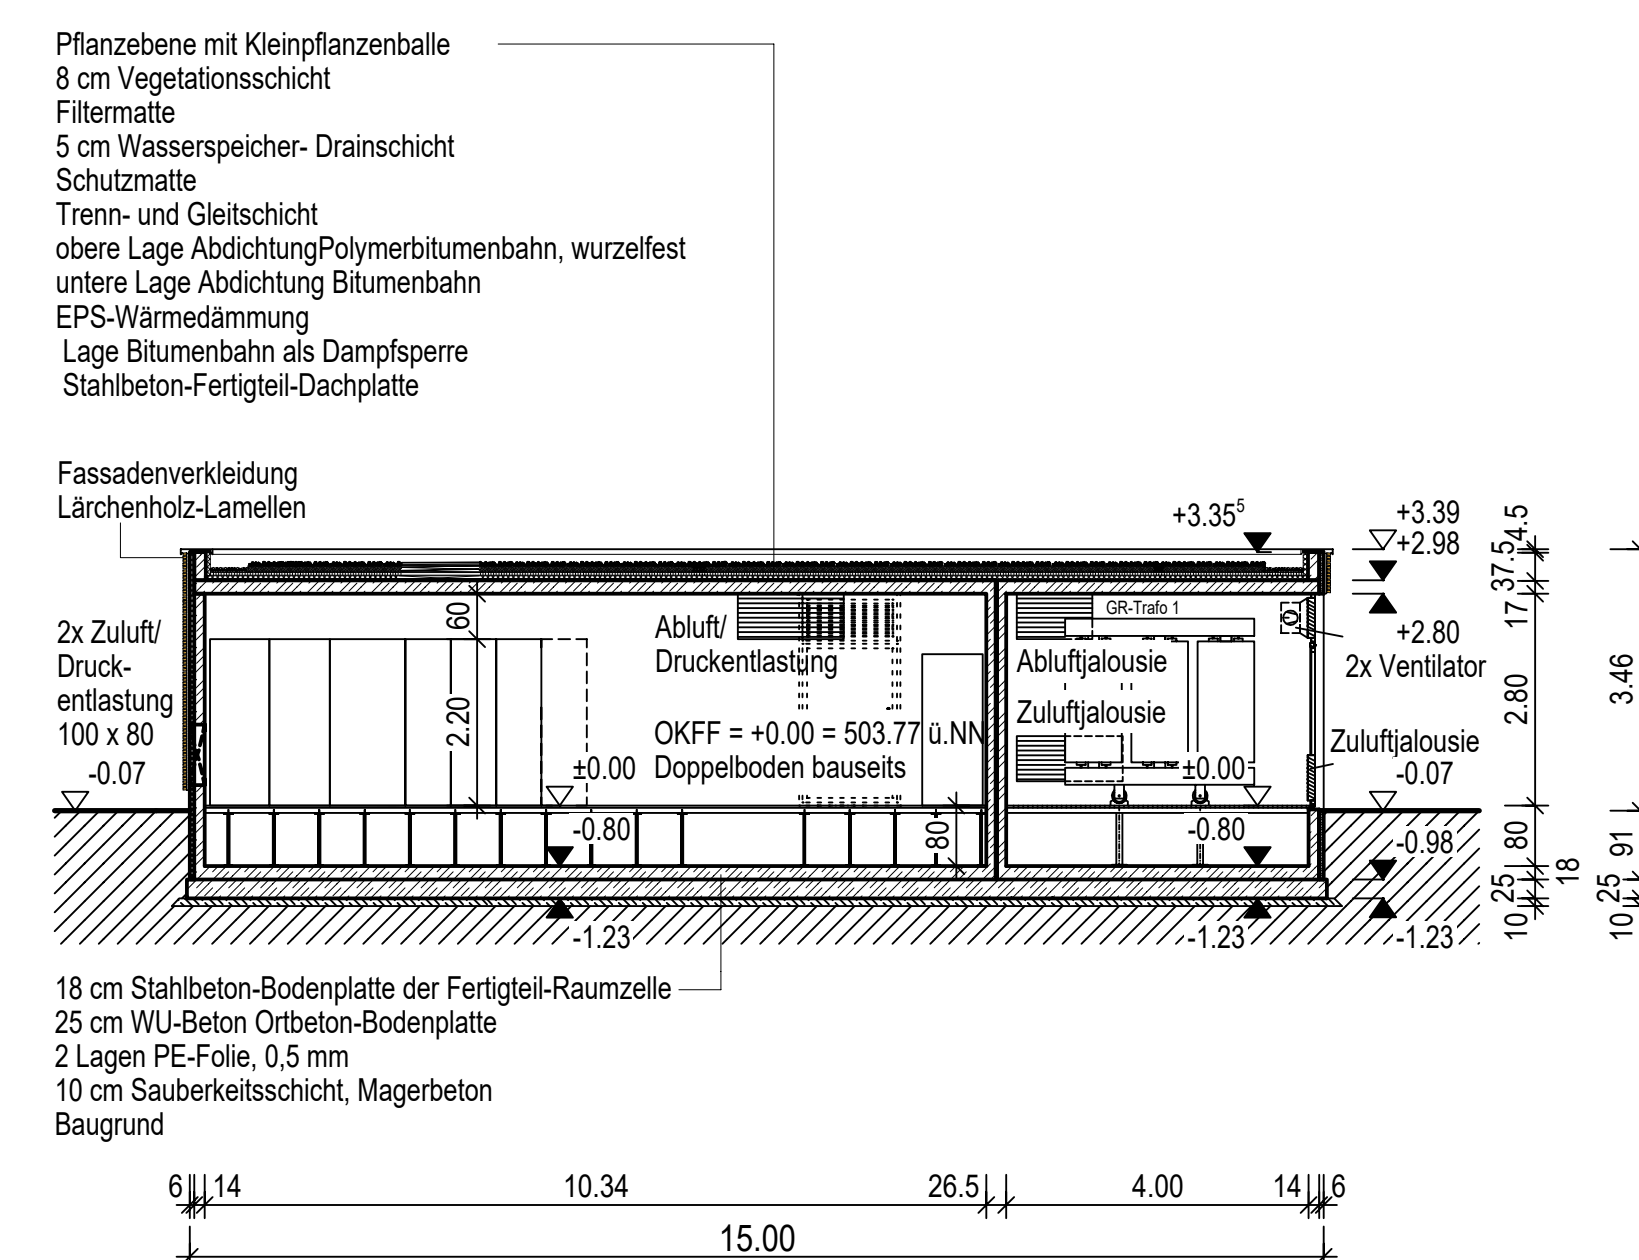 Pflanzebene mit Kleinpflanzenballe
8 cm Vegetationsschicht
Filtermatte
5 cm Wasserspeicher- Drainschicht
Schutzmatte
Trenn- und Gleitschicht
obere Lage AbdichtungPolymerbitumenbahn, wurzelfest
untere Lage Abdichtung Bitumenbahn
EPS-Wärmedämmung
Lage Bitumenbahn als Dampfsperre
Stahlbeton-Fertigteil-Dachplatte
Fassadenverkleidung
Lärchenholz-Lamellen
2x Zuluft/
Druck-
entlastung
100 x 80
-0.07
60
2.20
Abluft/
Druckentlastung
OKFF = +0.00 = 503.77 ü.NN
Doppelboden bauseits
±0.00
-0.80
80
-1.23
+3.35⁵
GR-Trafo 1
Abluftjalousie
Zuluftjalousie
±0.00
-0.80
-1.23
+3.39
+2.98
+2.80
2x Ventilator
Zuluftjalousie
-0.07
-0.98
-1.23
4.5
37.5
17
2.80
80
18
25
10
3.46
91
25
10
18 cm Stahlbeton-Bodenplatte der Fertigteil-Raumzelle
25 cm WU-Beton Ortbeton-Bodenplatte
2 Lagen PE-Folie, 0,5 mm
10 cm Sauberkeitsschicht, Magerbeton
Baugrund
6 14 10.34 26.5 4.00 14 6
15.00